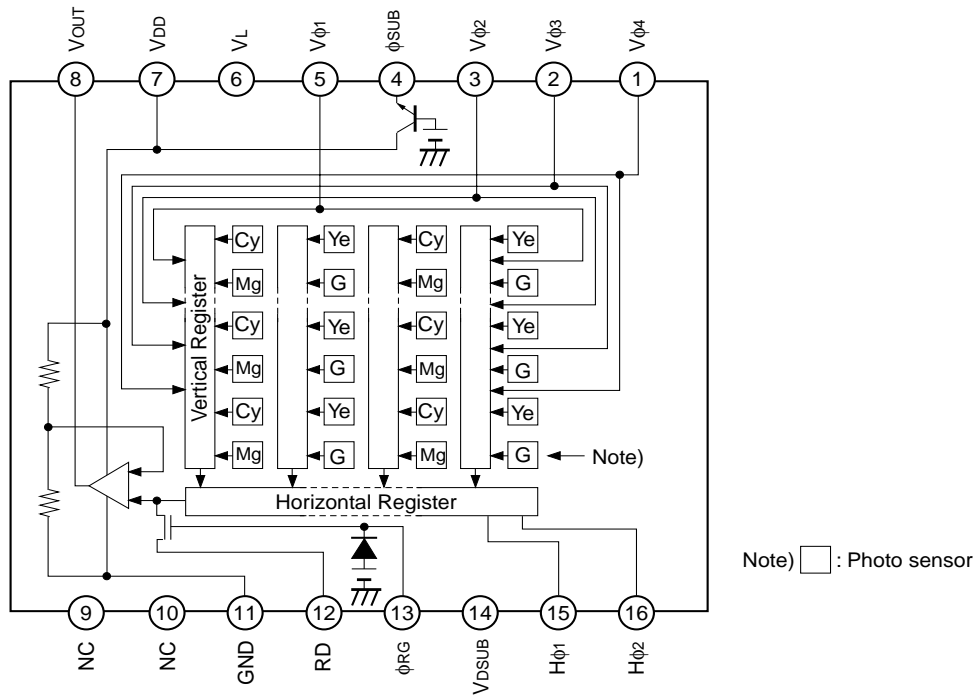 VOUT VDD VL Vϕ1 ϕSUB Vϕ2 Vϕ3 Vϕ4
8 7 6 5 4 3 2 1
Cy Ye Cy Ye
Mg G Mg G
Cy Ye Cy Ye
Mg G Mg G
Cy Ye Cy Ye
Mg G Mg G
Vertical Register
Note)
Horizontal Register
Note) : Photo sensor
9 10 11 12 13 14 15 16
NC NC GND RD ϕRG VDSUB Hϕ1 Hϕ2